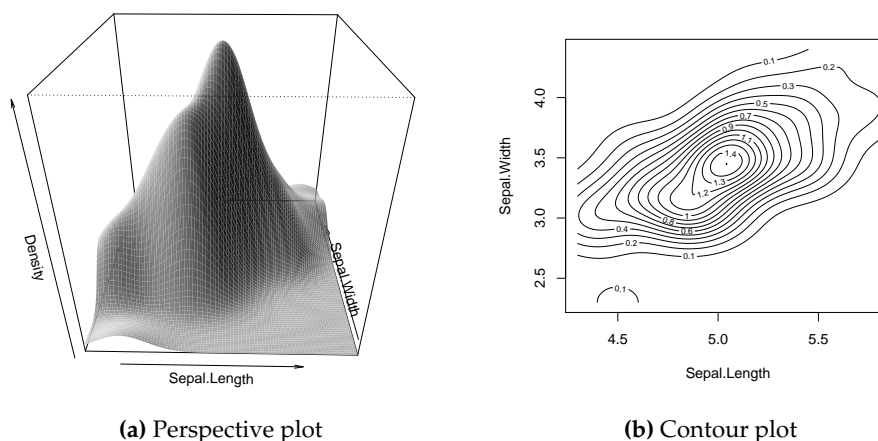 Density
Sepal.Length
Sepal.Width
Sepal.Width
4.0
3.5
3.0
2.5
0.1
0.2
0.3
0.5
0.7
0.9
1.1
1.4
1.3
1.2
1
0.8
0.6
0.4
0.2
0.1
0.1
4.5 5.0 5.5
Sepal.Length
(a) Perspective plot
(b) Contour plot